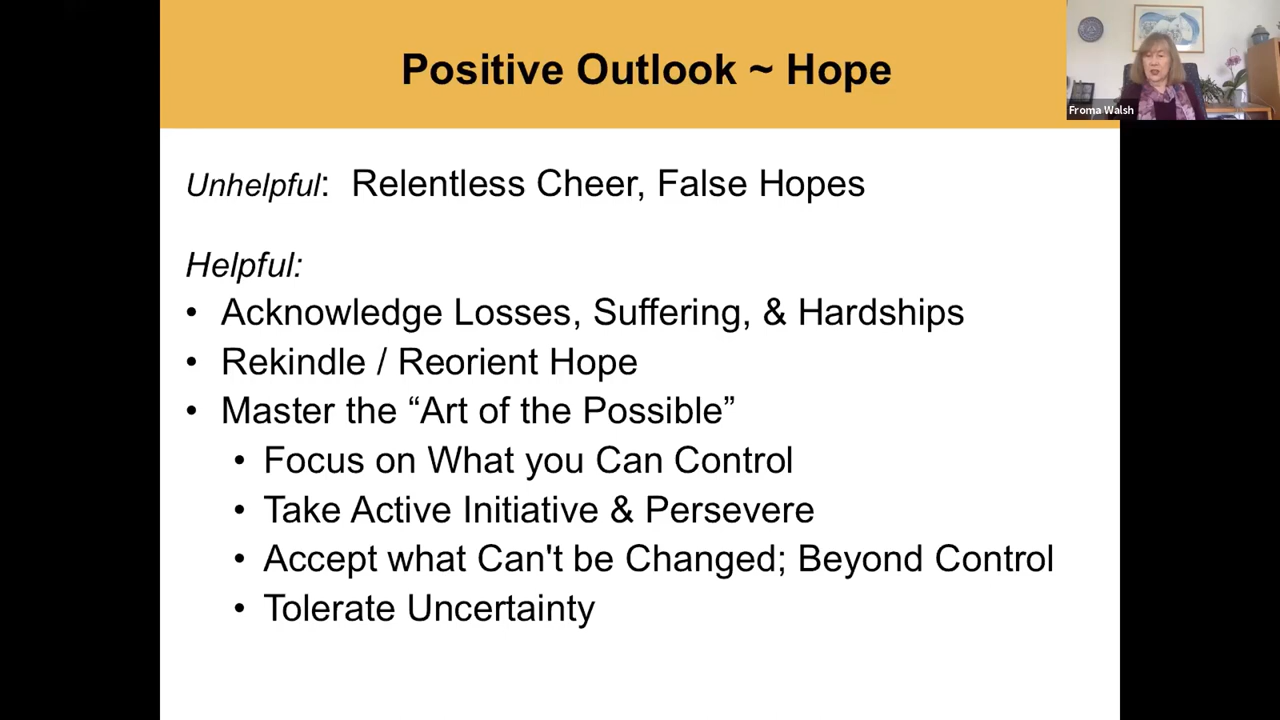 Positive Outlook ~ Hope
Froma Walsh
Unhelpful: Relentless Cheer, False Hopes
Helpful:
• Acknowledge Losses, Suffering, & Hardships
• Rekindle / Reorient Hope
• Master the “Art of the Possible”
• Focus on What you Can Control
• Take Active Initiative & Persevere
• Accept what Can't be Changed; Beyond Control
• Tolerate Uncertainty